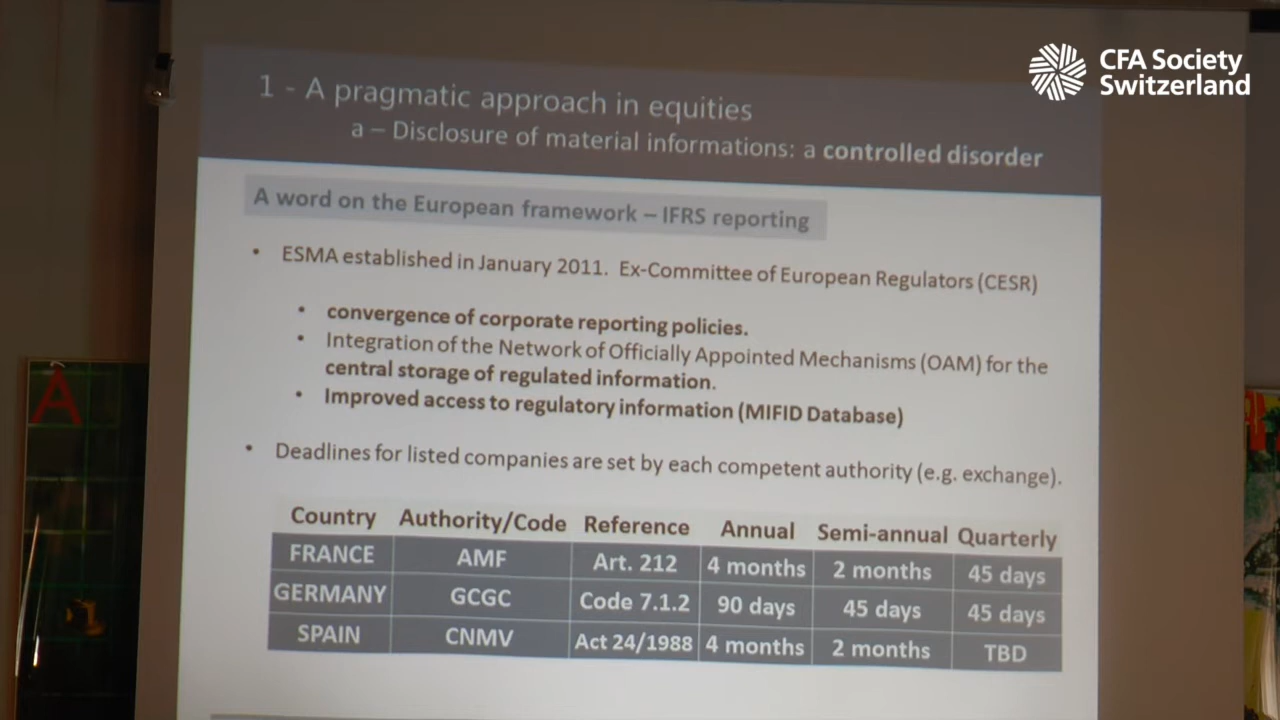 CFA Society
Switzerland
1 - A pragmatic approach in equities
a – Disclosure of material informations: a controlled disorder
A word on the European framework – IFRS reporting
• ESMA established in January 2011. Ex-Committee of European Regulators (CESR)
• convergence of corporate reporting policies.
• Integration of the Network of Officially Appointed Mechanisms (OAM) for the
central storage of regulated information.
• Improved access to regulatory information (MIFID Database)
• Deadlines for listed companies are set by each competent authority (e.g. exchange).
Country Authority/Code Reference Annual Semi-annual Quarterly
FRANCE AMF Art. 212 4 months 2 months 45 days
GERMANY GCGC Code 7.1.2 90 days 45 days 45 days
SPAIN CNMV Act 24/1988 4 months 2 months TBD
A